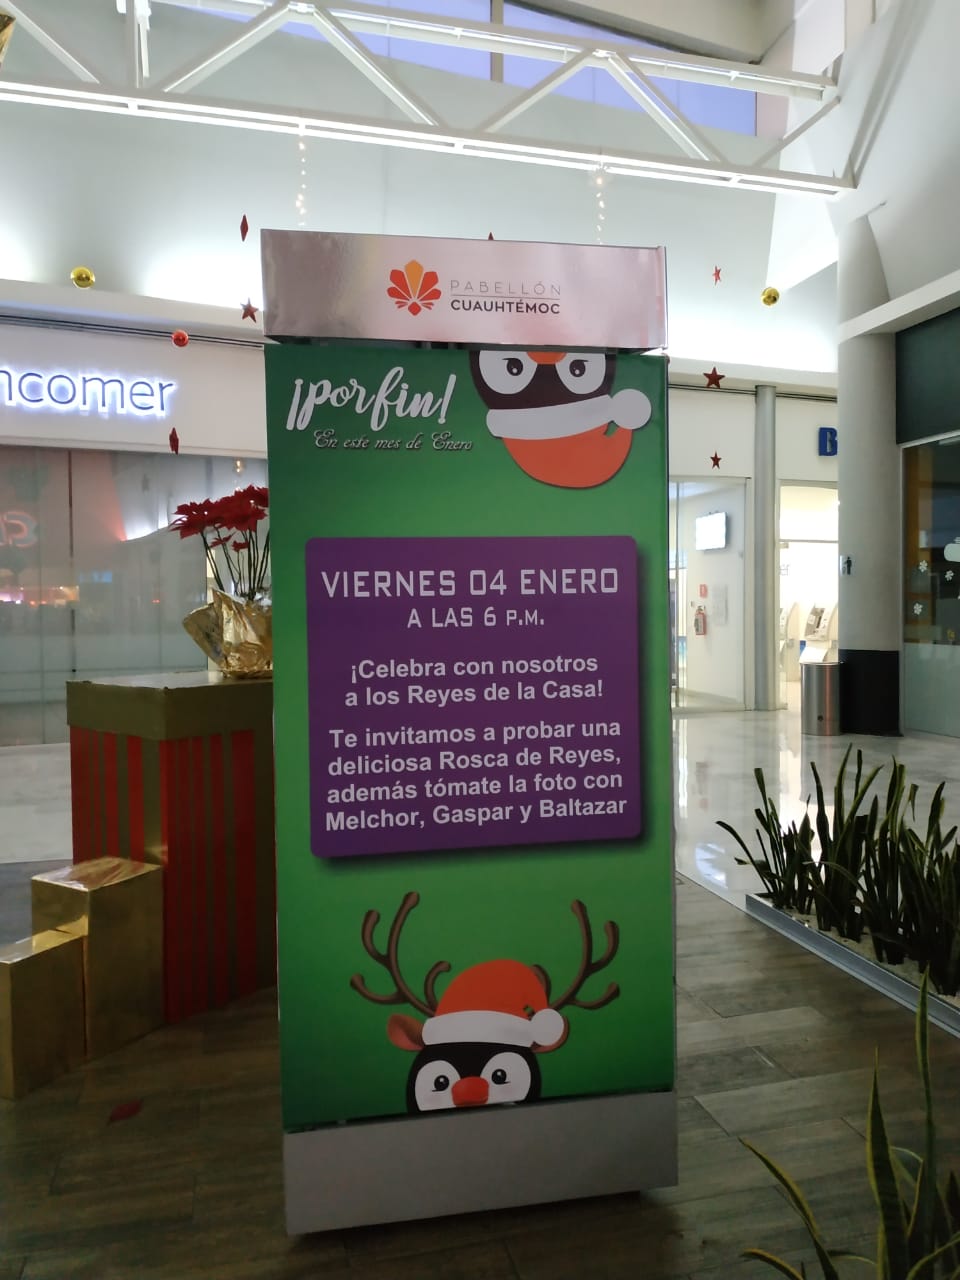 PABELLÓN
CUAUHTÉMOC
ncomer
¡por fin!
En este mes de Enero
B
VIERNES 04 ENERO
A LAS 6 P.M.
¡Celebra con nosotros
a los Reyes de la Casa!
Te invitamos a probar una
deliciosa Rosca de Reyes,
además tómate la foto con
Melchor, Gaspar y Baltazar